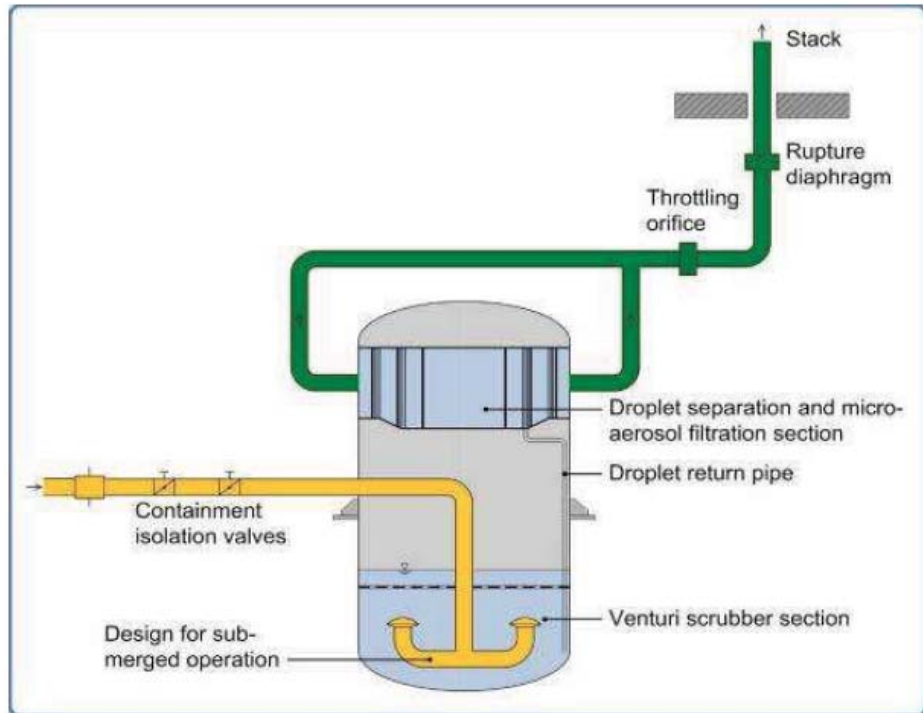 Stack
Rupture
diaphragm
Throttling
orifice
Droplet separation and micro-
aerosol filtration section
Droplet return pipe
Containment
isolation valves
Venturi scrubber section
Design for sub-
merged operation